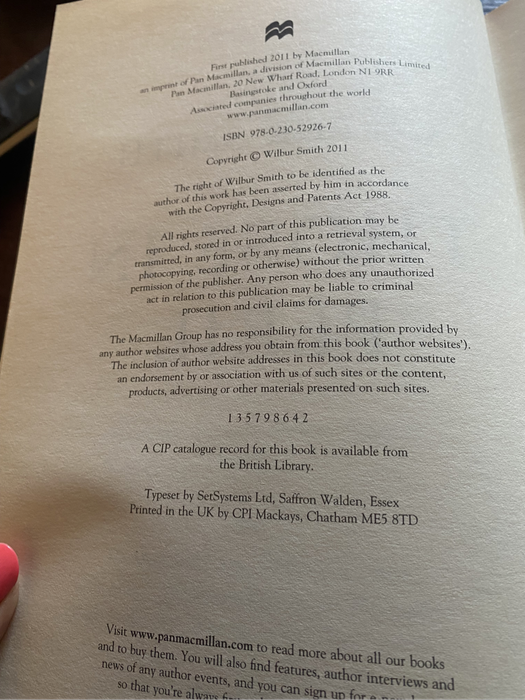 First published 2011 by Macmillan
an imprint of Pan Macmillan, a division of Macmillan Publishers Limited
Pan Macmillan, 20 New Wharf Road, London N1 9RR
Basingstoke and Oxford
Associated companies throughout the world
www.panmacmillan.com
ISBN 978-0-230-52926-7
Copyright © Wilbur Smith 2011
The right of Wilbur Smith to be identified as the
author of this work has been asserted by him in accordance
with the Copyright, Designs and Patents Act 1988.
All rights reserved. No part of this publication may be
reproduced, stored in or introduced into a retrieval system, or
transmitted, in any form, or by any means (electronic, mechanical,
photocopying, recording or otherwise) without the prior written
permission of the publisher. Any person who does any unauthorized
act in relation to this publication may be liable to criminal
prosecution and civil claims for damages.
The Macmillan Group has no responsibility for the information provided by
any author websites whose address you obtain from this book ('author websites').
The inclusion of author website addresses in this book does not constitute
an endorsement by or association with us of such sites or the content,
products, advertising or other materials presented on such sites.
1 3 5 7 9 8 6 4 2
A CIP catalogue record for this book is available from
the British Library.
Typeset by SetSystems Ltd, Saffron Walden, Essex
Printed in the UK by CPI Mackays, Chatham ME5 8TD
Visit www.panmacmillan.com to read more about all our books
and to buy them. You will also find features, author interviews and
news of any author events, and you can sign up for
so that you're always